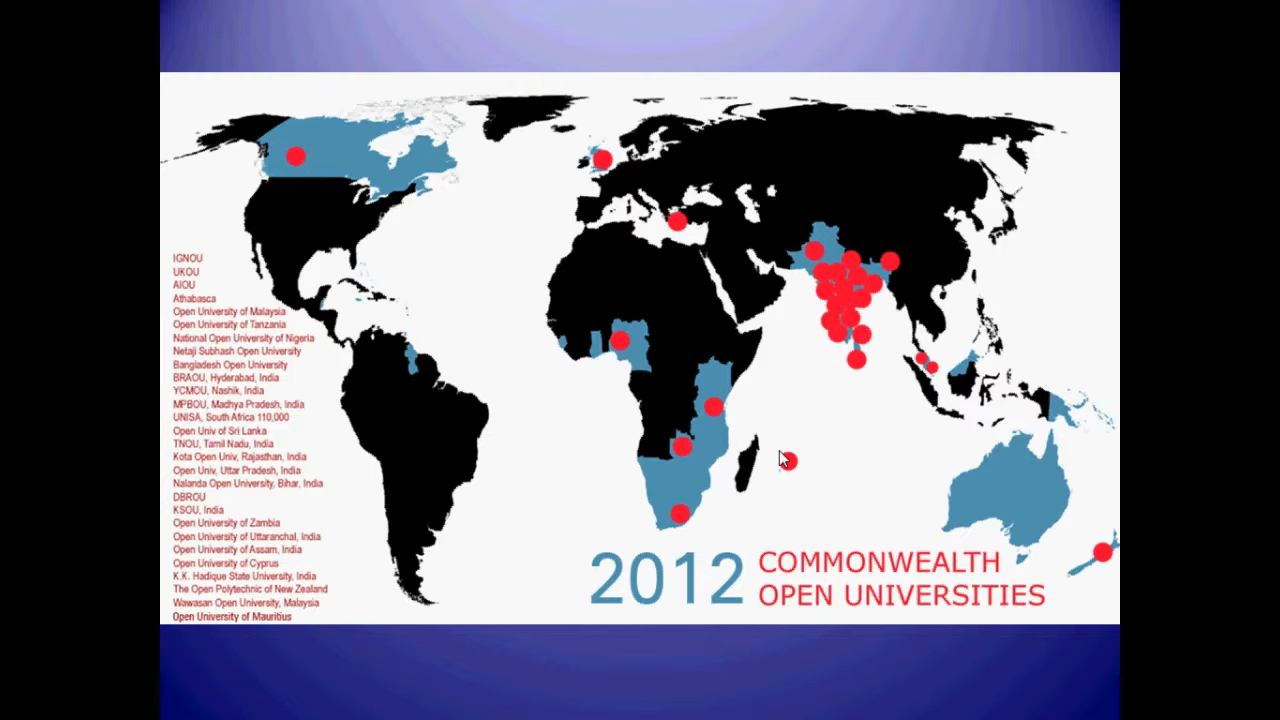 IGNOU
UKOU
AIOU
Athabasca
Open University of Malaysia
Open University of Tanzania
National Open University of Nigeria
Netaji Subhash Open University
Bangladesh Open University
BRAOU, Hyderabad, India
YCMOU, Nashik, India
MPBOU, Madhya Pradesh, India
UNISA, South Africa 110,000
Open Univ of Sri Lanka
TNOU, Tamil Nadu, India
Kota Open Univ, Rajasthan, India
Open Univ, Uttar Pradesh, India
Nalanda Open University, Bihar, India
DBROU
KSOU, India
Open University of Zambia
Open University of Uttaranchal, India
Open University of Assam, India
Open University of Cyprus
K.K. Hadique State University, India
The Open Polytechnic of New Zealand
Wawasan Open University, Malaysia
Open University of Mauritius
2012 COMMONWEALTH
OPEN UNIVERSITIES